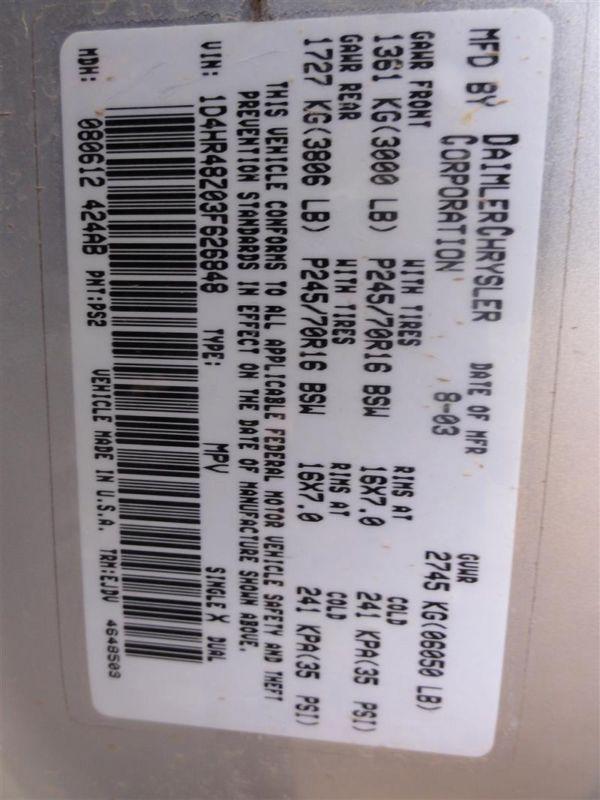 MFD BY DAIMLERCHRYSLER CORPORATION DATE OF MFR 8-03 GVWR 2745 KG(06050 LB)
GAWR FRONT WITH TIRES RIMS AT COLD
1361 KG(3000 LB) P245/70R16 BSW 16X7.0 241 KPA(35 PSI)
GAWR REAR WITH TIRES RIMS AT COLD
1727 KG(3806 LB) P245/70R16 BSW 16X7.0 241 KPA(35 PSI)
THIS VEHICLE CONFORMS TO ALL APPLICABLE FEDERAL MOTOR VEHICLE SAFETY AND THEFT
PREVENTION STANDARDS IN EFFECT ON THE DATE OF MANUFACTURE SHOWN ABOVE.
VIN: 1D4HR48Z03F626848 TYPE: MPV SINGLE X DUAL
MDH: 080612 424AB PNT:PS2 VEHICLE MADE IN U.S.A. TRM:EJDV 4648503